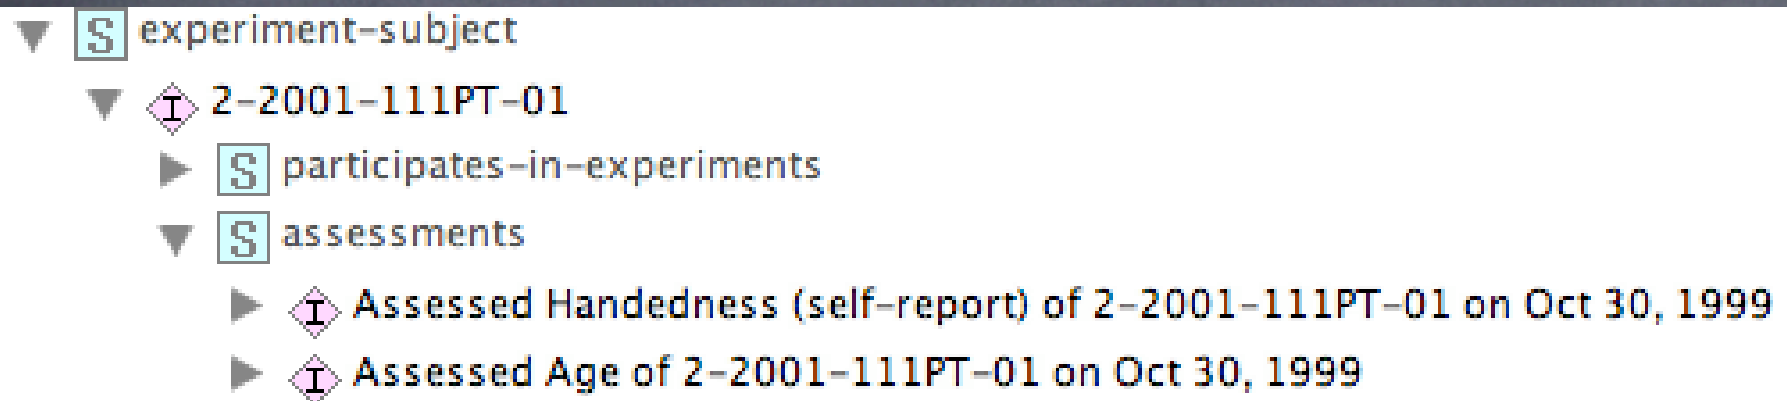 S experiment-subject
I 2-2001-111PT-01
S participates-in-experiments
S assessments
I Assessed Handedness (self-report) of 2-2001-111PT-01 on Oct 30, 1999
I Assessed Age of 2-2001-111PT-01 on Oct 30, 1999